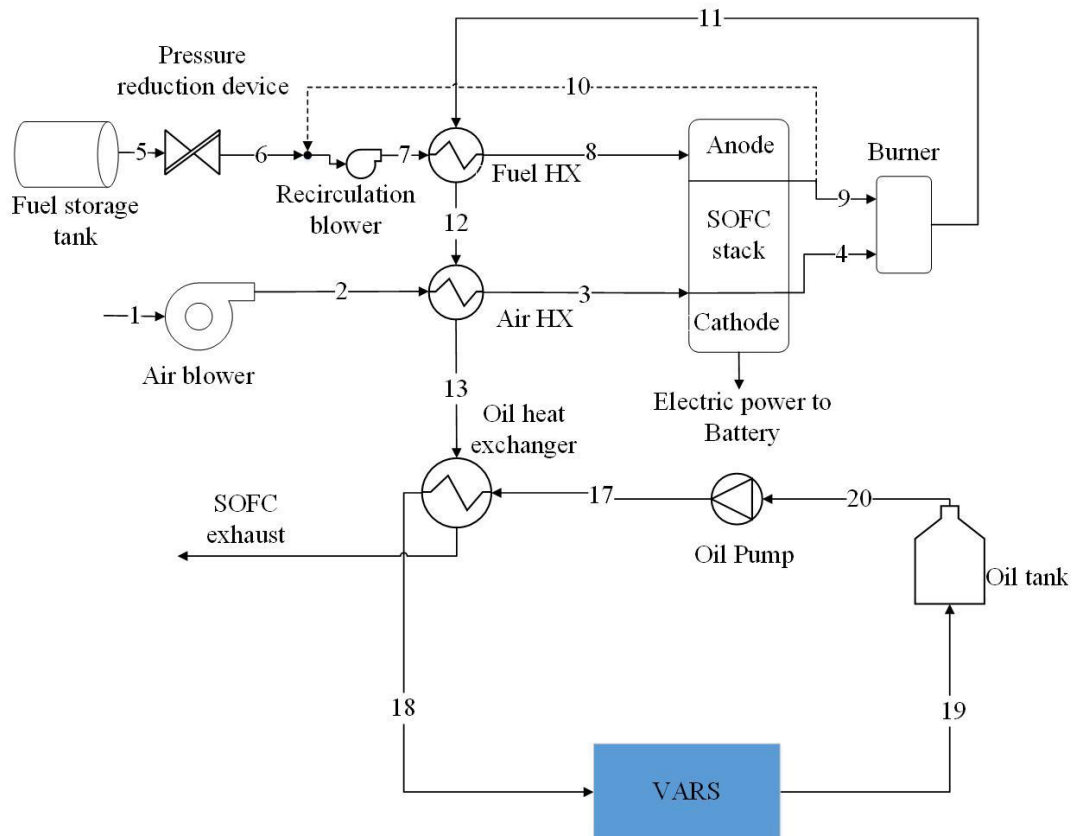 11
Pressure
reduction device
10
5
6
7
8
Anode
Burner
Fuel HX
Fuel storage
tank
Recirculation
blower
12
9
SOFC
stack
4
2
3
1
Air HX
Cathode
Air blower
13
Electric power to
Battery
Oil heat
exchanger
SOFC
exhaust
17
20
Oil Pump
Oil tank
18
19
VARS